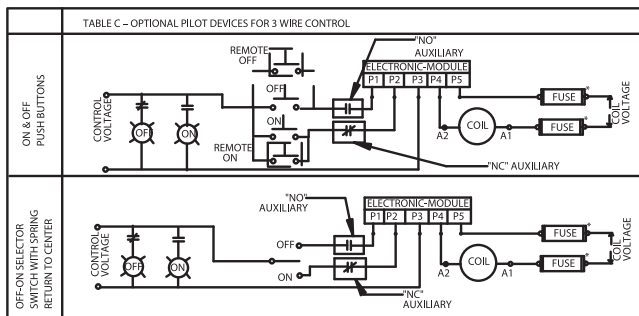 TABLE C – OPTIONAL PILOT DEVICES FOR 3 WIRE CONTROL
ON & OFF
PUSH BUTTONS
CONTROL
VOLTAGE
OF
ON
REMOTE
OFF
OFF
ON
REMOTE
ON
"NO"
AUXILIARY
ELECTRONIC-MODULE
P1 P2 P3 P4 P5
"NC" AUXILIARY
A2 COIL A1
FUSE *
FUSE *
COIL
VOLTAGE
OFF-ON SELECTOR
SWITCH WITH SPRING
RETURN TO CENTER
CONTROL
VOLTAGE
OFF
ON
"NO"
AUXILIARY
OFF
ON
ELECTRONIC-MODULE
P1 P2 P3 P4 P5
"NC"
AUXILIARY
A2 COIL A1
FUSE *
FUSE *
COIL
VOLTAGE